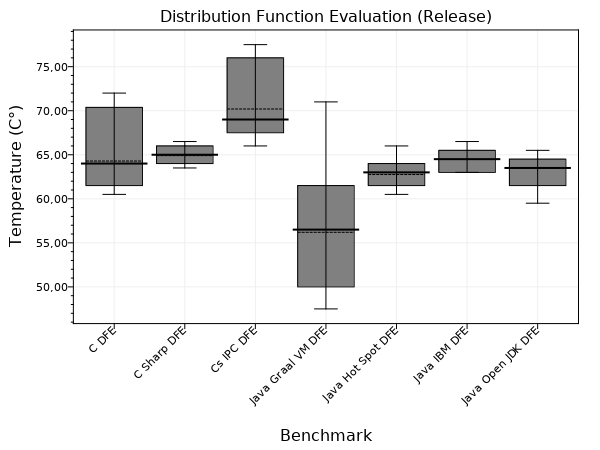 Distribution Function Evaluation (Release)
Temperature (C°)
75,00
70,00
65,00
60,00
55,00
50,00
C DFE
C Sharp DFE
Cs IPC DFE
Java Graal VM DFE
Java Hot Spot DFE
Java IBM DFE
Java Open JDK DFE
Benchmark